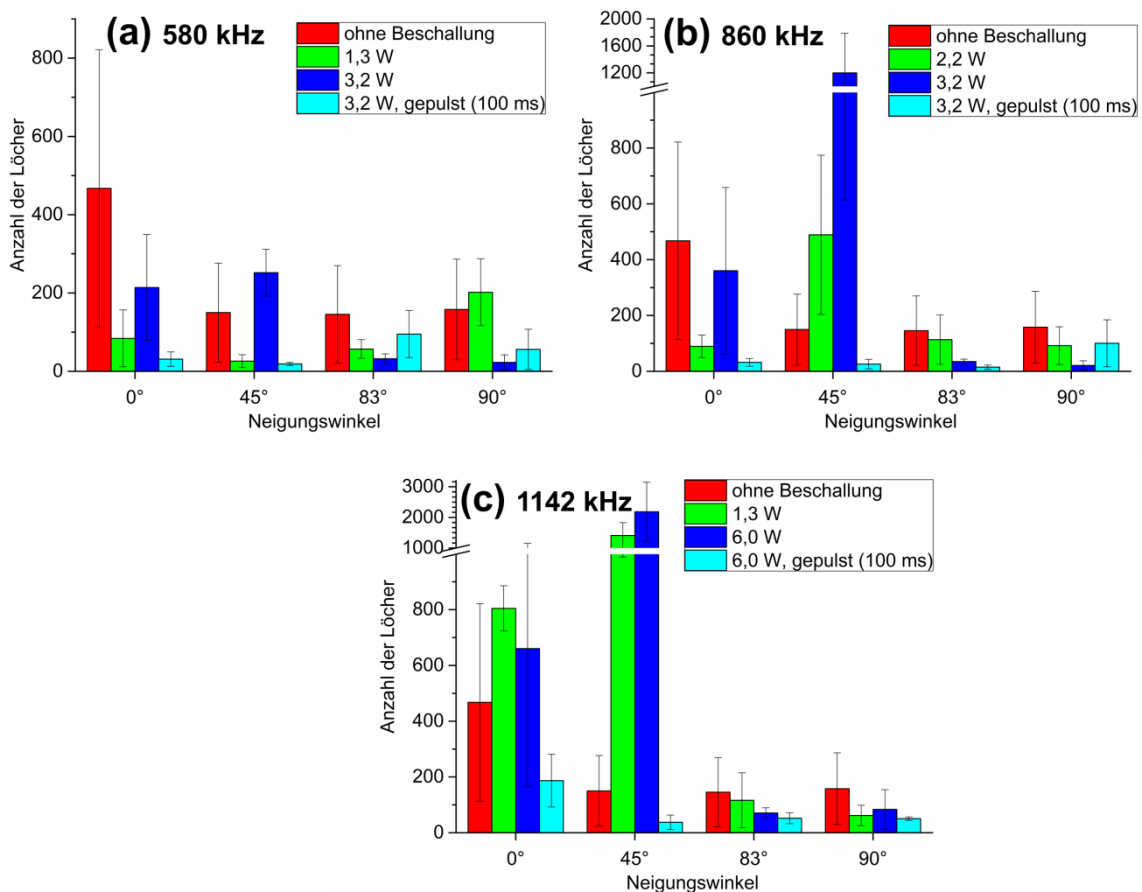 (a) 580 kHz
ohne Beschallung
1,3 W
3,2 W
3,2 W, gepulst (100 ms)
Anzahl der Löcher
800
600
400
200
0
0° 45° 83° 90°
Neigungswinkel
(b) 860 kHz
ohne Beschallung
2,2 W
3,2 W
3,2 W, gepulst (100 ms)
Anzahl der Löcher
2000
1600
1200
800
600
400
200
0
0° 45° 83° 90°
Neigungswinkel
(c) 1142 kHz
ohne Beschallung
1,3 W
6,0 W
6,0 W, gepulst (100 ms)
Anzahl der Löcher
3000
2000
1000
800
600
400
200
0
0° 45° 83° 90°
Neigungswinkel